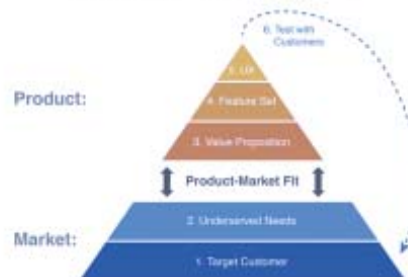 6. Test with
Customers
5. UX
4. Feature Set
Product:
3. Value Proposition
Product-Market Fit
2. Underserved Needs
Market:
1. Target Customer